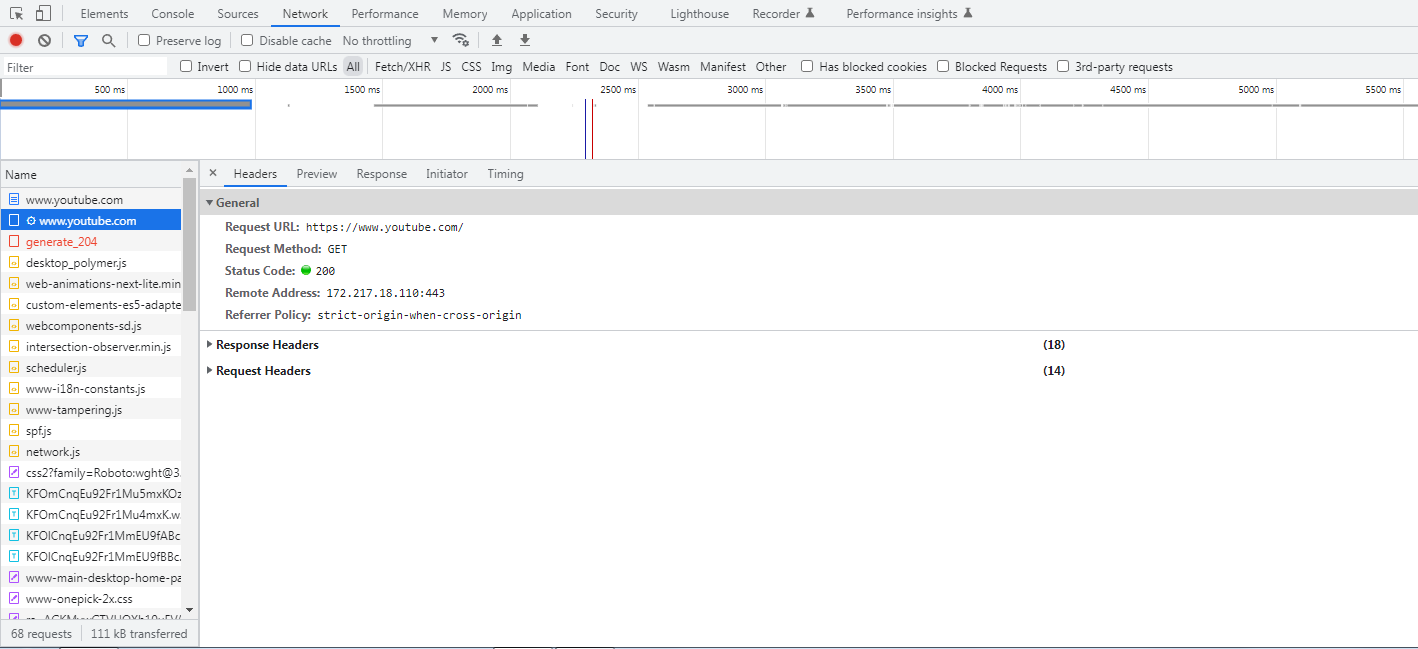 Elements Console Sources Network Performance Memory Application Security Lighthouse Recorder Performance insights
Preserve log Disable cache No throttling
Filter Invert Hide data URLs All Fetch/XHR JS CSS Img Media Font Doc WS Wasm Manifest Other Has blocked cookies Blocked Requests 3rd-party requests
500 ms 1000 ms 1500 ms 2000 ms 2500 ms 3000 ms 3500 ms 4000 ms 4500 ms 5000 ms 5500 ms
Name
www.youtube.com
www.youtube.com
generate_204
desktop_polymer.js
web-animations-next-lite.min
custom-elements-es5-adapte
webcomponents-sd.js
intersection-observer.min.js
scheduler.js
www-i18n-constants.js
www-tampering.js
spf.js
network.js
css2?family=Roboto:wght@3.
KFOmCnqEu92Fr1Mu5mxKOz
KFOmCnqEu92Fr1Mu4mxK.w
KFOlCnqEu92Fr1MmEU9fABc
KFOlCnqEu92Fr1MmEU9fBBc.
www-main-desktop-home-pa
www-onepick-2x.css
68 requests 111 kB transferred
Headers Preview Response Initiator Timing
General
Request URL: https://www.youtube.com/
Request Method: GET
Status Code: 200
Remote Address: 172.217.18.110:443
Referrer Policy: strict-origin-when-cross-origin
Response Headers (18)
Request Headers (14)